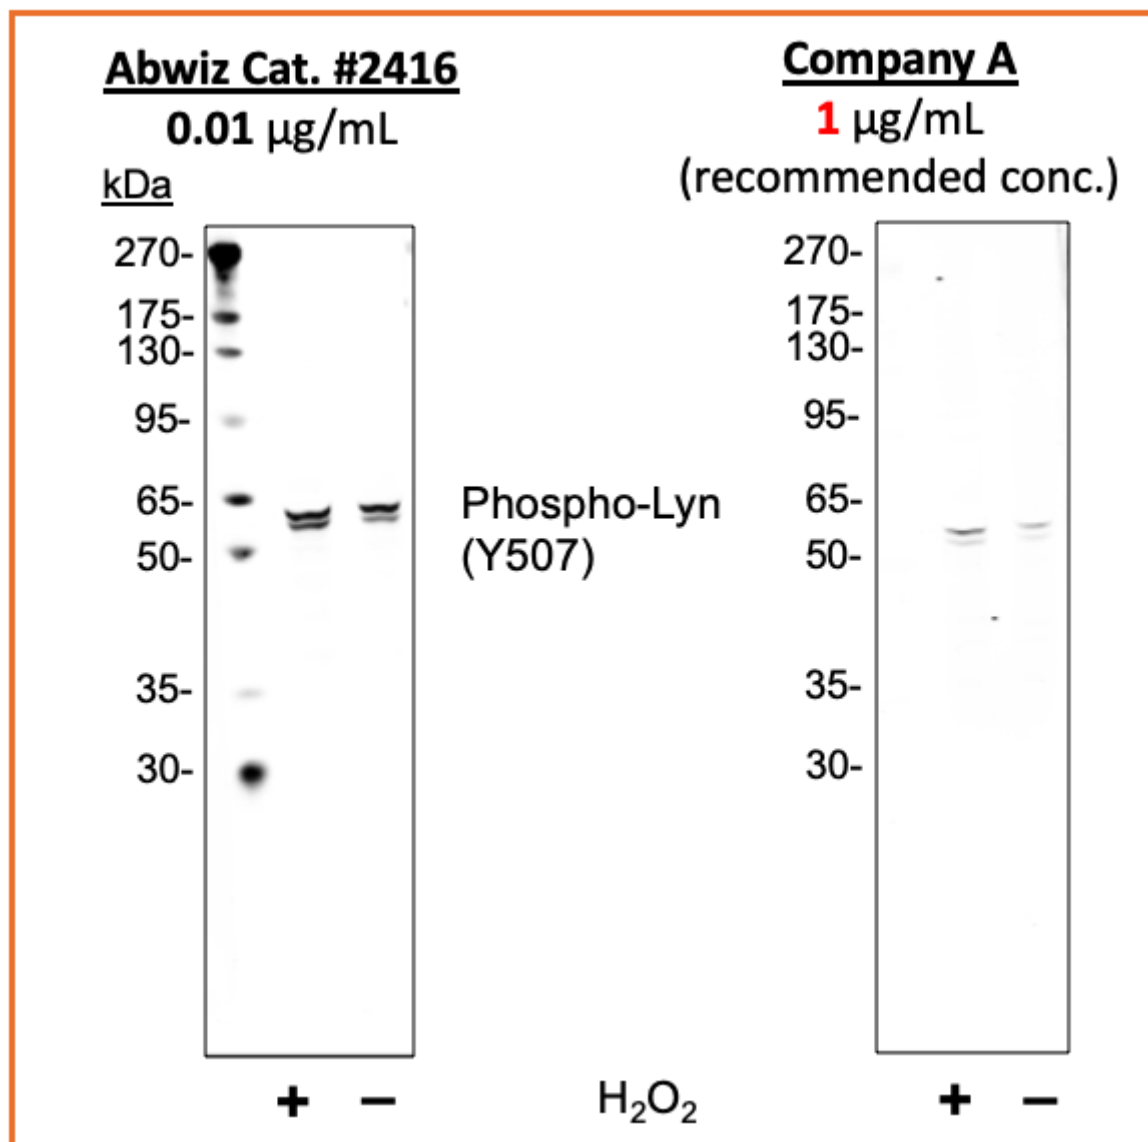 Abwiz Cat. #2416
0.01 µg/mL
kDa
270-
175-
130-
95-
65-
50-
35-
30-
Phospho-Lyn
(Y507)
Company A
1 µg/mL
(recommended conc.)
270-
175-
130-
95-
65-
50-
35-
30-
+ − H₂O₂ + −